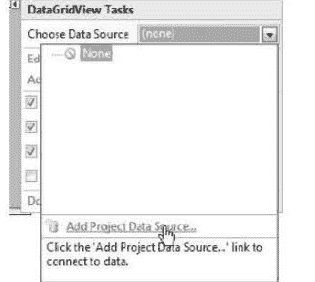 DataGridView Tasks
Choose Data Source (none)
None
Ed
Ad
Do
Add Project Data Source...
Click the 'Add Project Data Source...' link to
connect to data.